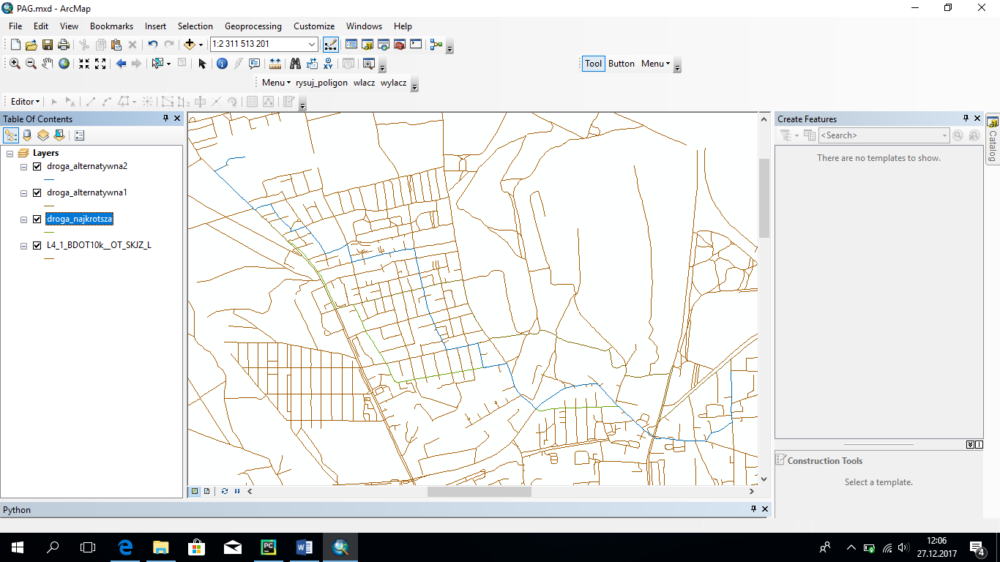 PAG.mxd - ArcMap
File Edit View Bookmarks Insert Selection Geoprocessing Customize Windows Help
1:2 311 513 201
Tool Button Menu
Menu rysuj_poligon wlacz wylacz
Editor
Table Of Contents
Layers
droga_alternatywna2
droga_alternatywna1
droga_najkrotsza
L4_1_BDOT10k__OT_SKJZ_L
Create Features
<Search>
There are no templates to show.
Catalog
Construction Tools
Select a template.
Python
12:06
27.12.2017
4